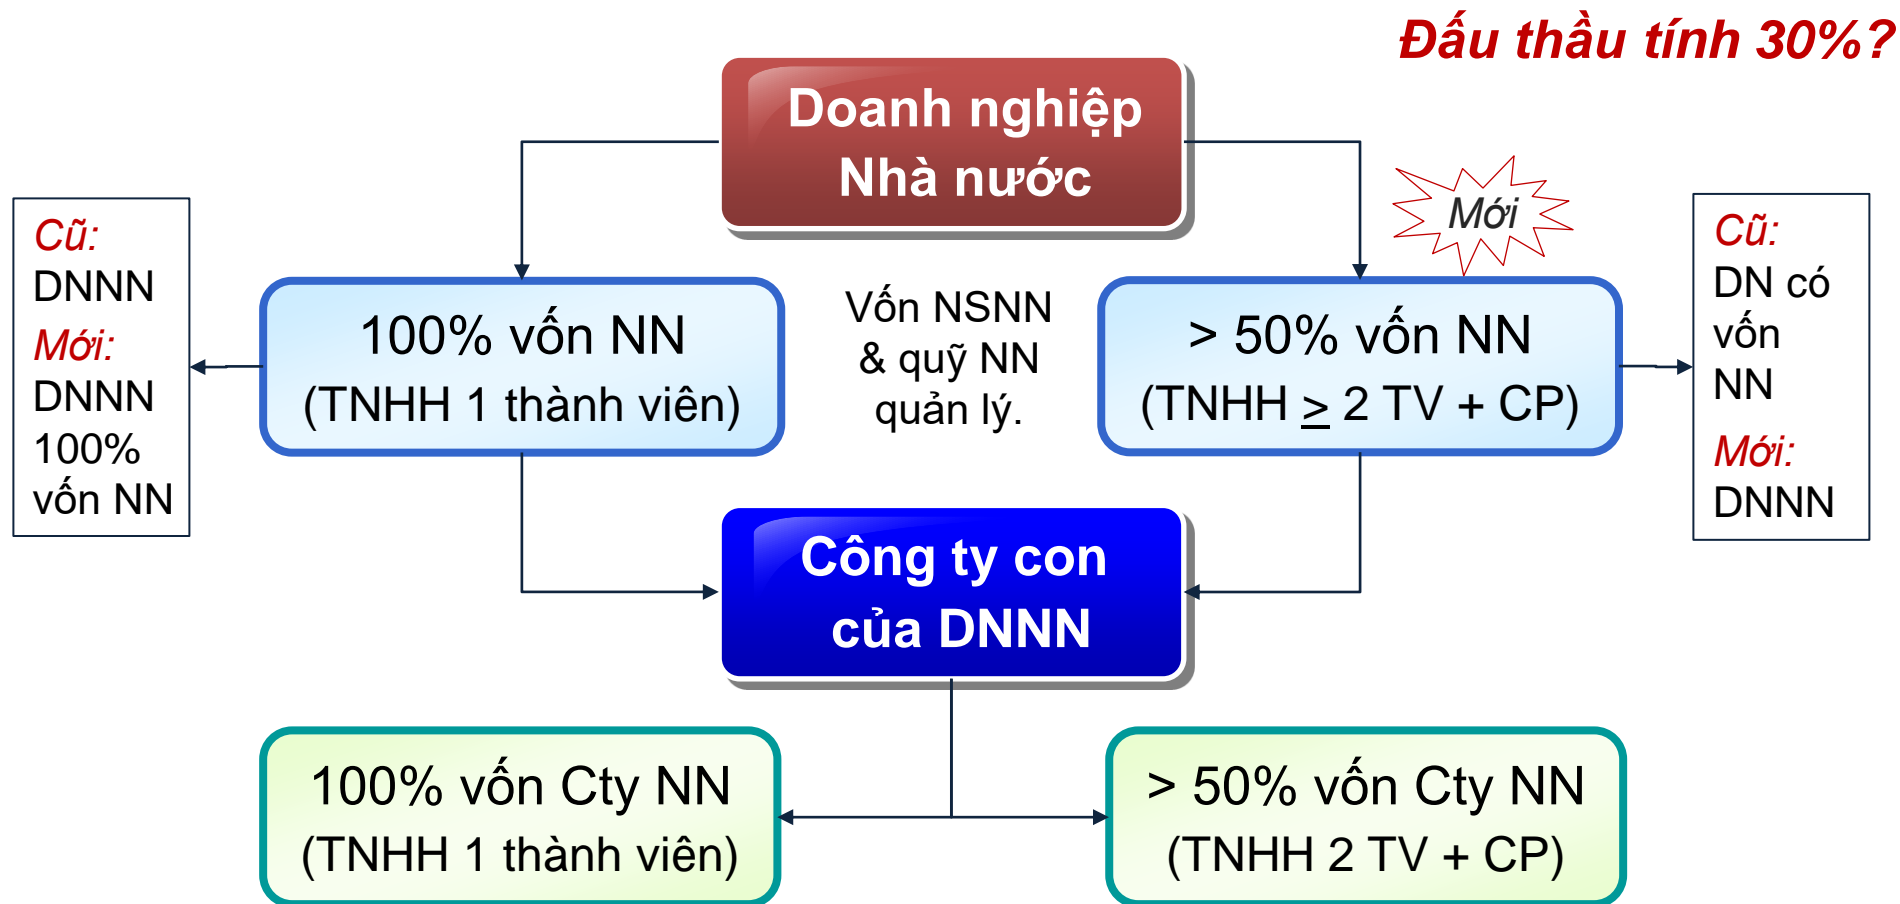 Đấu thầu tính 30%?
Doanh nghiệp
Nhà nước
Mới
Cũ:
DNNN
Mới:
DNNN
100%
vốn NN
100% vốn NN
(TNHH 1 thành viên)
Vốn NSNN
& quỹ NN
quản lý.
> 50% vốn NN
(TNHH ≥ 2 TV + CP)
Cũ:
DN có
vốn
NN
Mới:
DNNN
Công ty con
của DNNN
100% vốn Cty NN
(TNHH 1 thành viên)
> 50% vốn Cty NN
(TNHH 2 TV + CP)